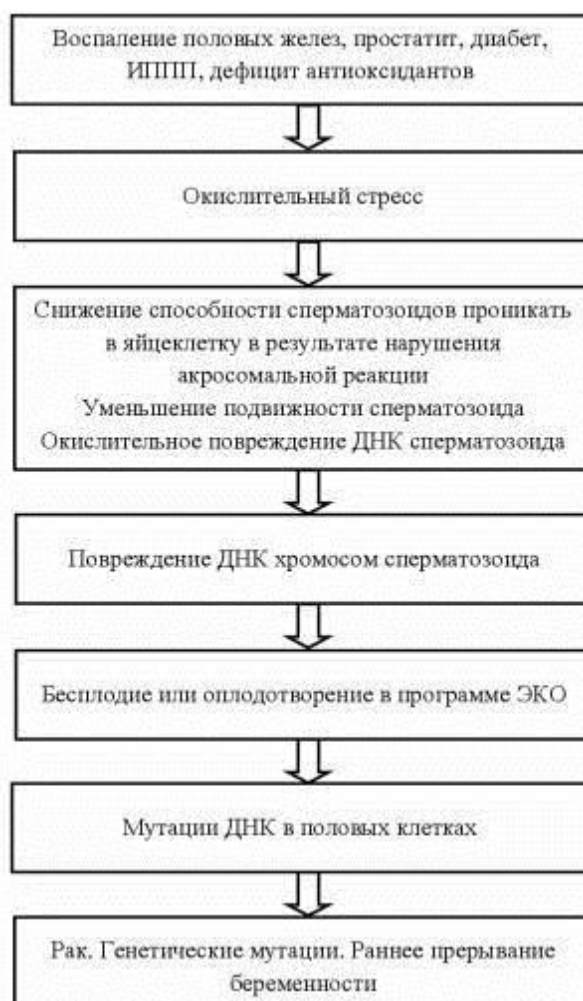 Воспаление половых желез, простатит, диабет,
ИППП, дефицит антиоксидантов
Окислительный стресс
Снижение способности сперматозоидов проникать
в яйцеклетку в результате нарушения
акросомальной реакции
Уменьшение подвижности сперматозоида
Окислительное повреждение ДНК сперматозоида
Повреждение ДНК хромосом сперматозоида
Бесплодие или оплодотворение в программе ЭКО
Мутации ДНК в половых клетках
Рак. Генетические мутации. Раннее прерывание
беременности